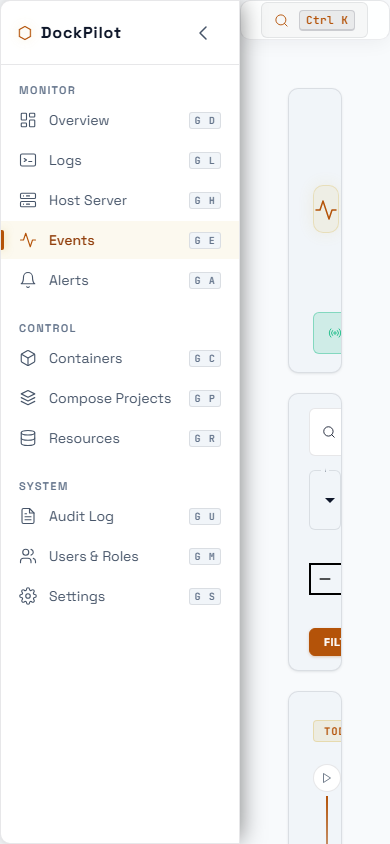 DockPilot
Ctrl K
MONITOR
Overview G D
Logs G L
Host Server G H
Events G E
Alerts G A
CONTROL
Containers G C
Compose Projects G P
Resources G R
SYSTEM
Audit Log G U
Users & Roles G M
Settings G S